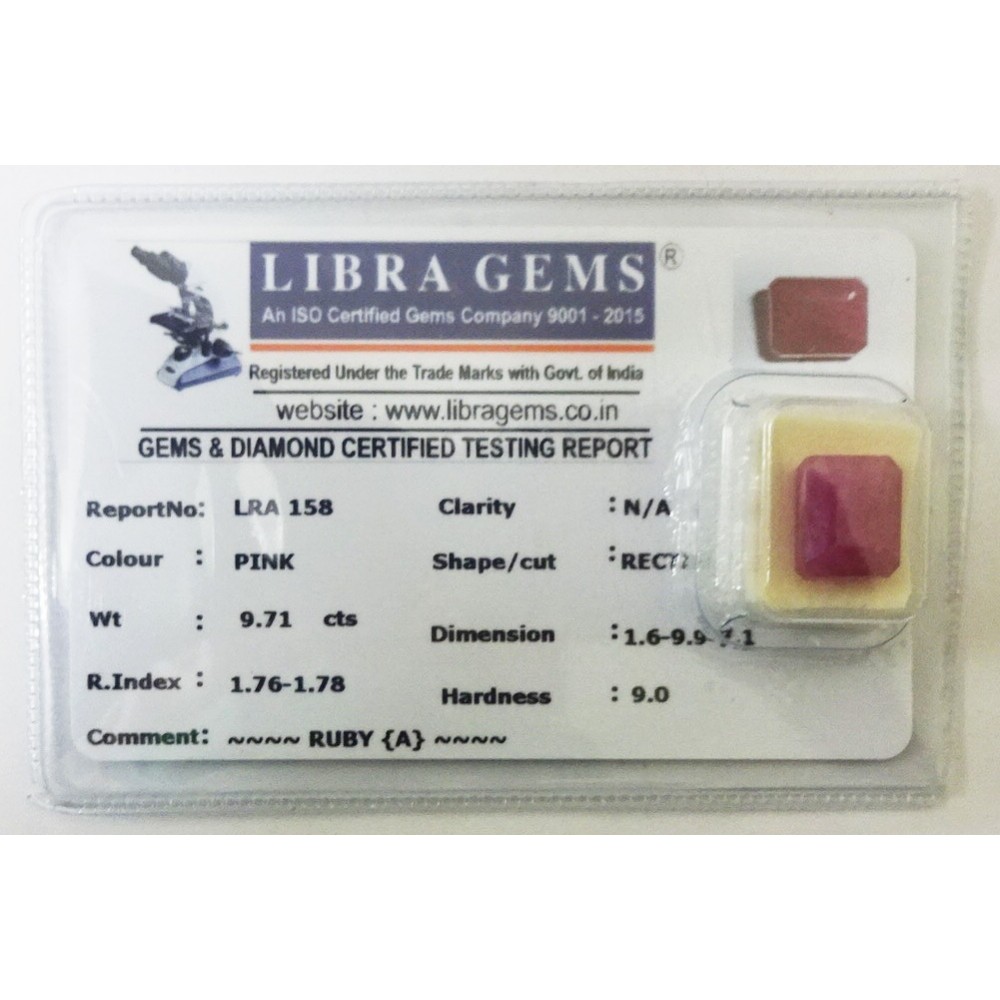 LIBRA GEMS ®
An ISO Certified Gems Company 9001 - 2015
Registered Under the Trade Marks with Govt. of India
website : www.libragems.co.in
GEMS & DIAMOND CERTIFIED TESTING REPORT
ReportNo: LRA 158 Clarity : N/A
Colour : PINK Shape/cut :
Wt : 9.71 cts Dimension :
R.Index : 1.76-1.78 Hardness : 9.0
Comment: ~~~~ RUBY {A} ~~~~